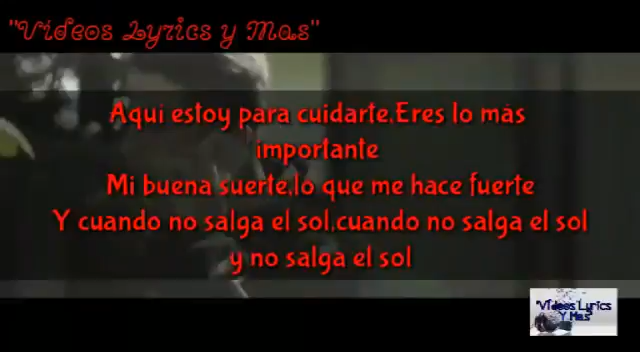 "Videos Lyrics y Mas"
Aquí estoy para cuidarte,Eres lo más
importante
Mi buena suerte,lo que me hace fuerte
Y cuando no salga el sol,cuando no salga el sol
y no salga el sol
"Videos Lyrics
Y Mas"